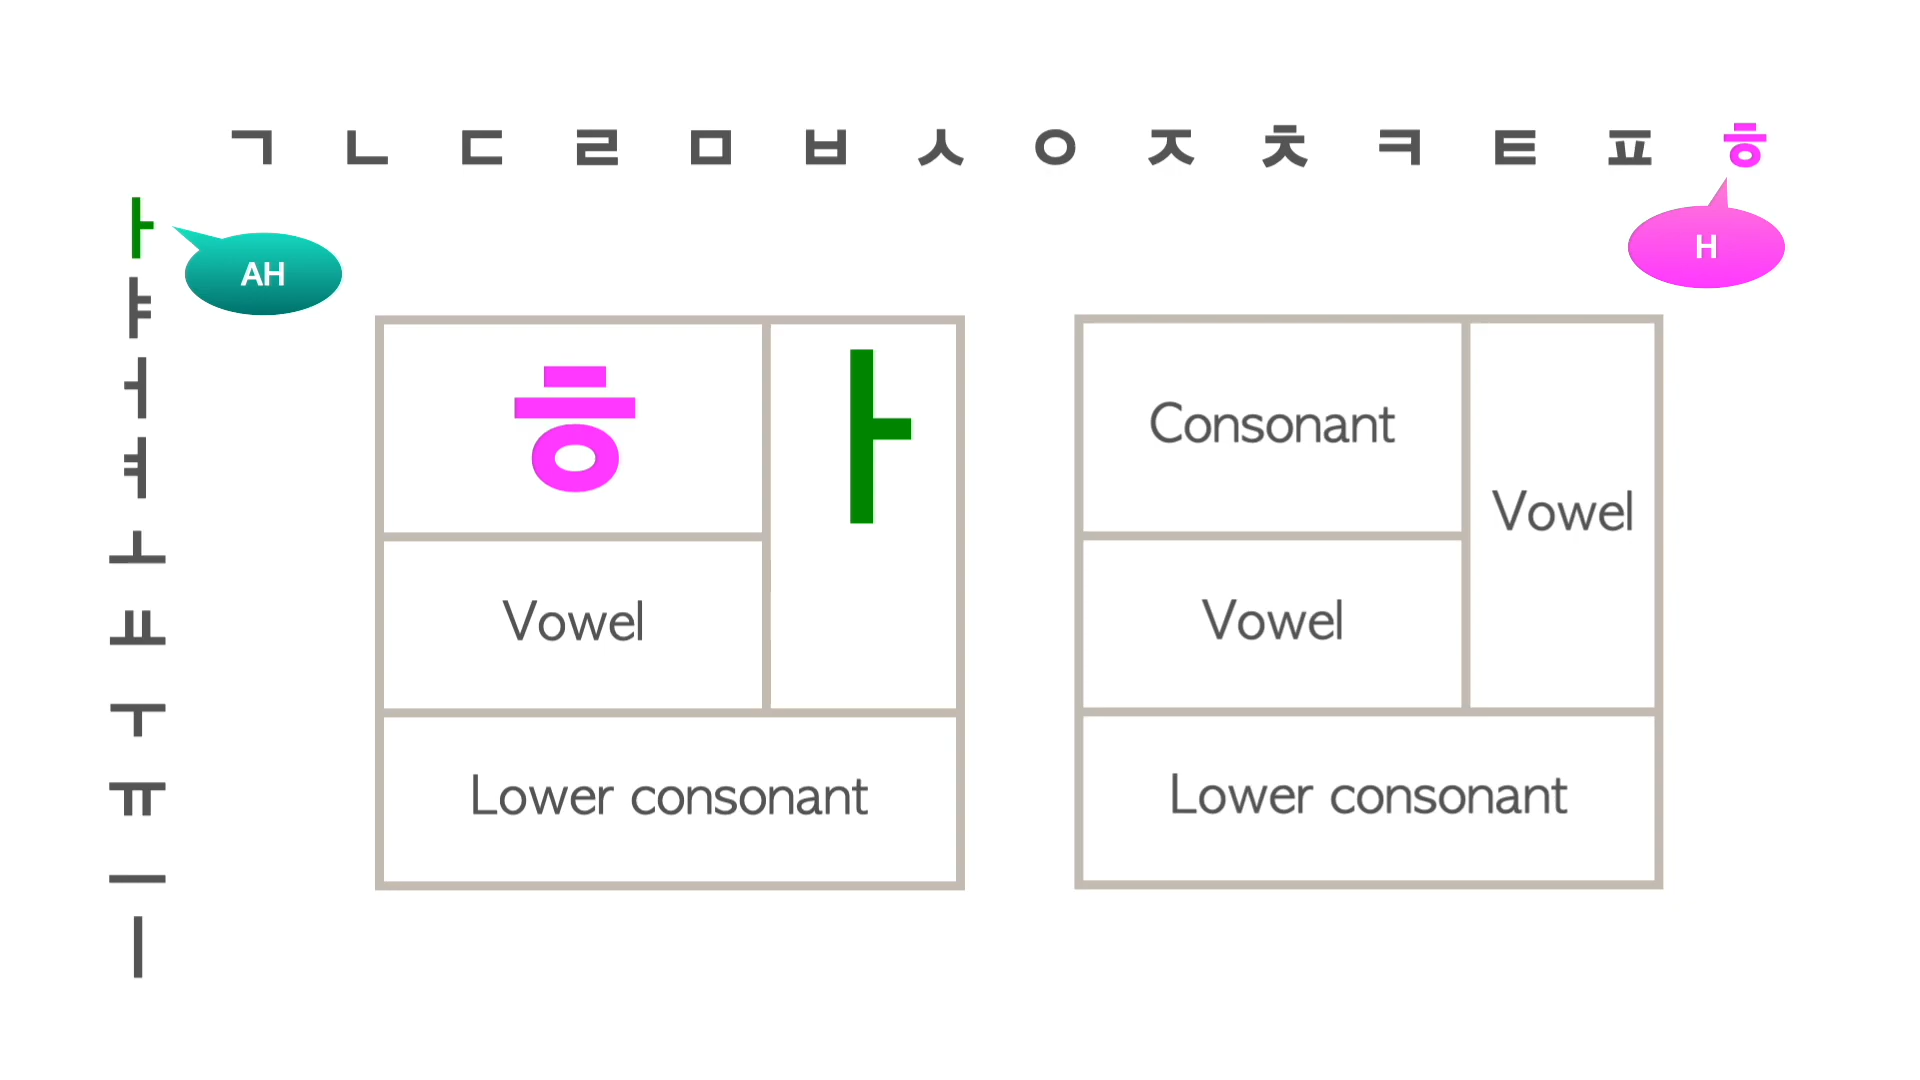 ㄱ ㄴ ㄷ ㄹ ㅁ ㅂ ㅅ ㅇ ㅈ ㅊ ㅋ ㅌ ㅍ ㅎ
ㅏ
ㅑ
ㅓ
ㅕ
ㅗ
ㅛ
ㅜ
ㅠ
ㅡ
ㅣ
AH
H
ㅎ ㅏ
Vowel
Lower consonant
Consonant
Vowel
Vowel
Lower consonant